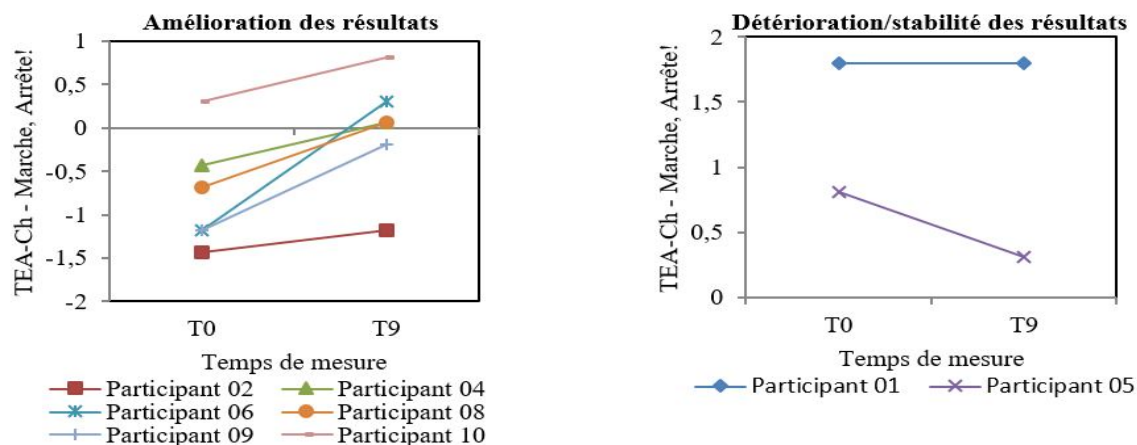 Amélioration des résultats
TEA-Ch - Marche, Arrête!
1
0,5
0
-0,5
-1
-1,5
-2
T0 T9
Temps de mesure
Participant 02 Participant 04
Participant 06 Participant 08
Participant 09 Participant 10
Détérioration/stabilité des résultats
TEA-Ch - Marche, Arrête!
2
1,5
1
0,5
0
T0 T9
Temps de mesure
Participant 01 Participant 05